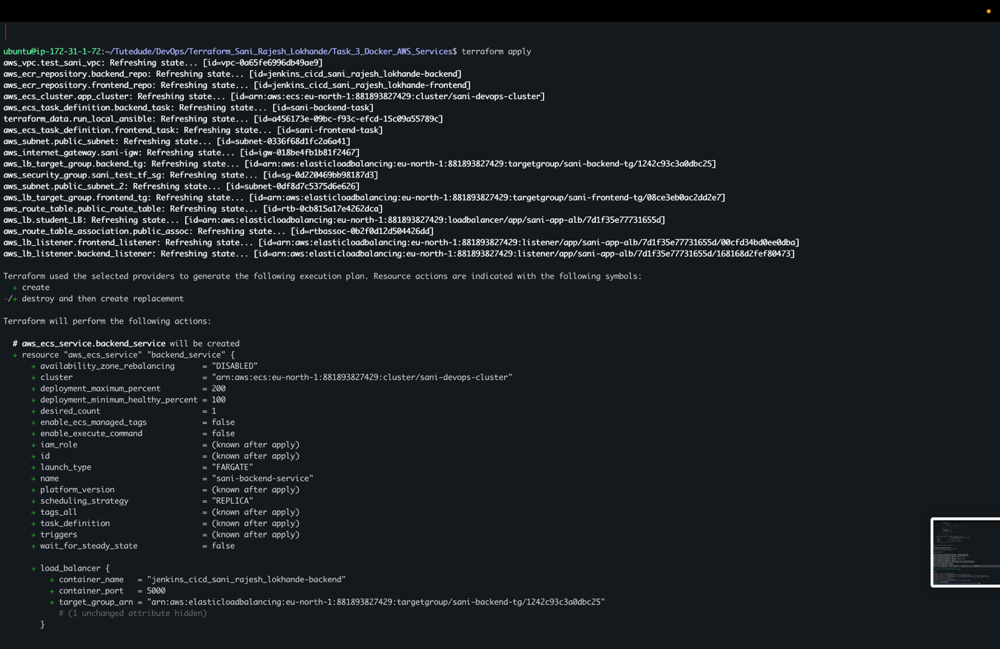 ubuntu@ip-172-31-1-72:~/Tutedude/DevOps/Terraform_Sani_Rajesh_Lokhande/Task_3_Docker_AWS_Services$ terraform apply
aws_vpc.test_sani_vpc: Refreshing state... [id=vpc-0a65fe6996db49ae9]
aws_ecr_repository.backend_repo: Refreshing state... [id=jenkins_cicd_sani_rajesh_lokhande-backend]
aws_ecr_repository.frontend_repo: Refreshing state... [id=jenkins_cicd_sani_rajesh_lokhande-frontend]
aws_ecs_cluster.app_cluster: Refreshing state... [id=arn:aws:ecs:eu-north-1:881893827429:cluster/sani-devops-cluster]
aws_ecs_task_definition.backend_task: Refreshing state... [id=sani-backend-task]
terraform_data.run_local_ansible: Refreshing state... [id=a456173e-09bc-f93c-efcd-15c09a55789c]
aws_ecs_task_definition.frontend_task: Refreshing state... [id=sani-frontend-task]
aws_subnet.public_subnet: Refreshing state... [id=subnet-0336f68d1fc2a6a41]
aws_internet_gateway.sani-igw: Refreshing state... [id=igw-018be4fb1b81f2467]
aws_lb_target_group.backend_tg: Refreshing state... [id=arn:aws:elasticloadbalancing:eu-north-1:881893827429:targetgroup/sani-backend-tg/1242c93c3a0dbc25]
aws_security_group.sani_test_tf_sg: Refreshing state... [id=sg-0d220469bb98187d3]
aws_subnet.public_subnet_2: Refreshing state... [id=subnet-0df8d7c5375d6e626]
aws_lb_target_group.frontend_tg: Refreshing state... [id=arn:aws:elasticloadbalancing:eu-north-1:881893827429:targetgroup/sani-frontend-tg/08ce3eb0ac2dd2e7]
aws_route_table.public_route_table: Refreshing state... [id=rtb-0cb815a17e4262dca]
aws_lb.student_LB: Refreshing state... [id=arn:aws:elasticloadbalancing:eu-north-1:881893827429:loadbalancer/app/sani-app-alb/7d1f35e77731655d]
aws_route_table_association.public_assoc: Refreshing state... [id=rtbassoc-0b2f0d12d504426dd]
aws_lb_listener.frontend_listener: Refreshing state... [id=arn:aws:elasticloadbalancing:eu-north-1:881893827429:listener/app/sani-app-alb/7d1f35e77731655d/00cfd34bd0ee0dba]
aws_lb_listener.backend_listener: Refreshing state... [id=arn:aws:elasticloadbalancing:eu-north-1:881893827429:listener/app/sani-app-alb/7d1f35e77731655d/168168d2fef80473]
Terraform used the selected providers to generate the following execution plan. Resource actions are indicated with the following symbols:
  + create
-/+ destroy and then create replacement
Terraform will perform the following actions:
  # aws_ecs_service.backend_service will be created
  + resource "aws_ecs_service" "backend_service" {
      + availability_zone_rebalancing      = "DISABLED"
      + cluster                            = "arn:aws:ecs:eu-north-1:881893827429:cluster/sani-devops-cluster"
      + deployment_maximum_percent         = 200
      + deployment_minimum_healthy_percent = 100
      + desired_count                      = 1
      + enable_ecs_managed_tags            = false
      + enable_execute_command             = false
      + iam_role                           = (known after apply)
      + id                                 = (known after apply)
      + launch_type                        = "FARGATE"
      + name                               = "sani-backend-service"
      + platform_version                   = (known after apply)
      + scheduling_strategy                = "REPLICA"
      + tags_all                           = (known after apply)
      + task_definition                    = (known after apply)
      + triggers                           = (known after apply)
      + wait_for_steady_state              = false
      + load_balancer {
          + container_name   = "jenkins_cicd_sani_rajesh_lokhande-backend"
          + container_port   = 5000
          + target_group_arn = "arn:aws:elasticloadbalancing:eu-north-1:881893827429:targetgroup/sani-backend-tg/1242c93c3a0dbc25"
            # (1 unchanged attribute hidden)
        }